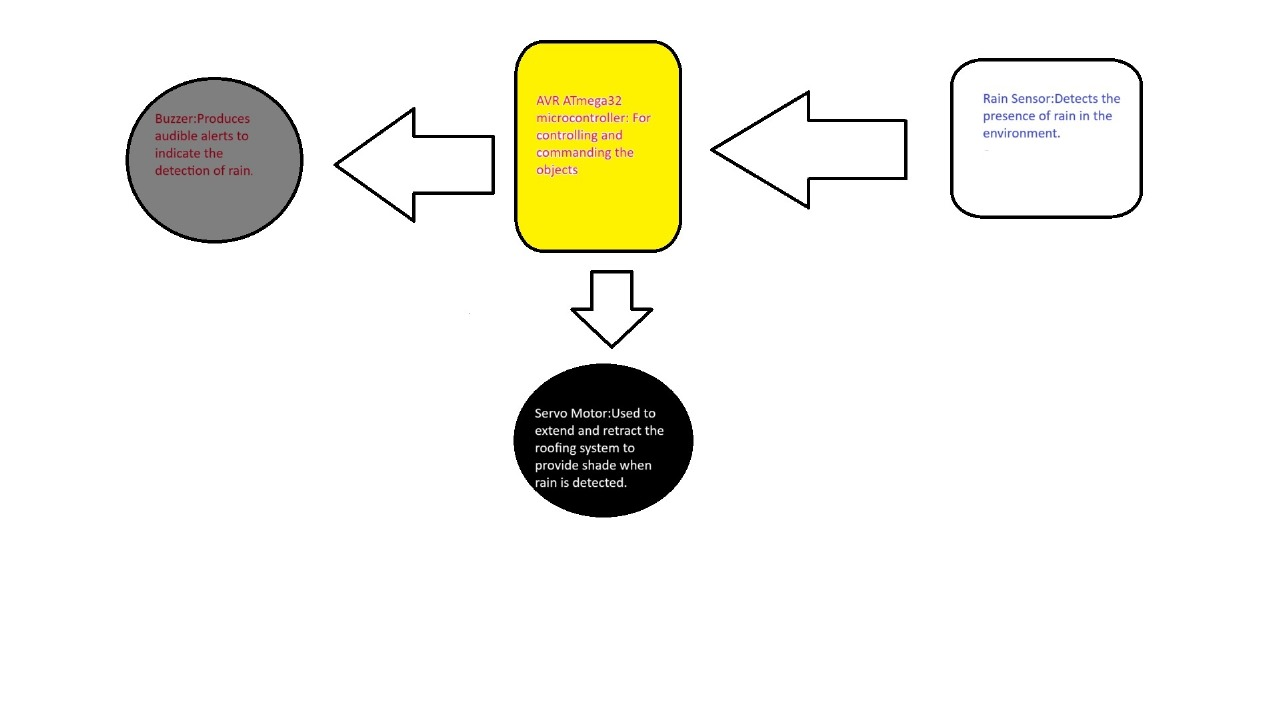 Buzzer:Produces
audible alerts to
indicate the
detection of rain.
AVR ATmega32
microcontroller: For
controlling and
commanding the
objects
Rain Sensor:Detects the
presence of rain in the
environment.
Servo Motor:Used to
extend and retract the
roofing system to
provide shade when
rain is detected.